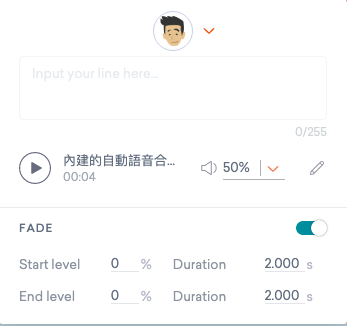 Input your line here...
0/255
內建的自動語音合...
50%
00:04
FADE
Start level 0 % Duration 2.000 s
End level 0 % Duration 2.000 s